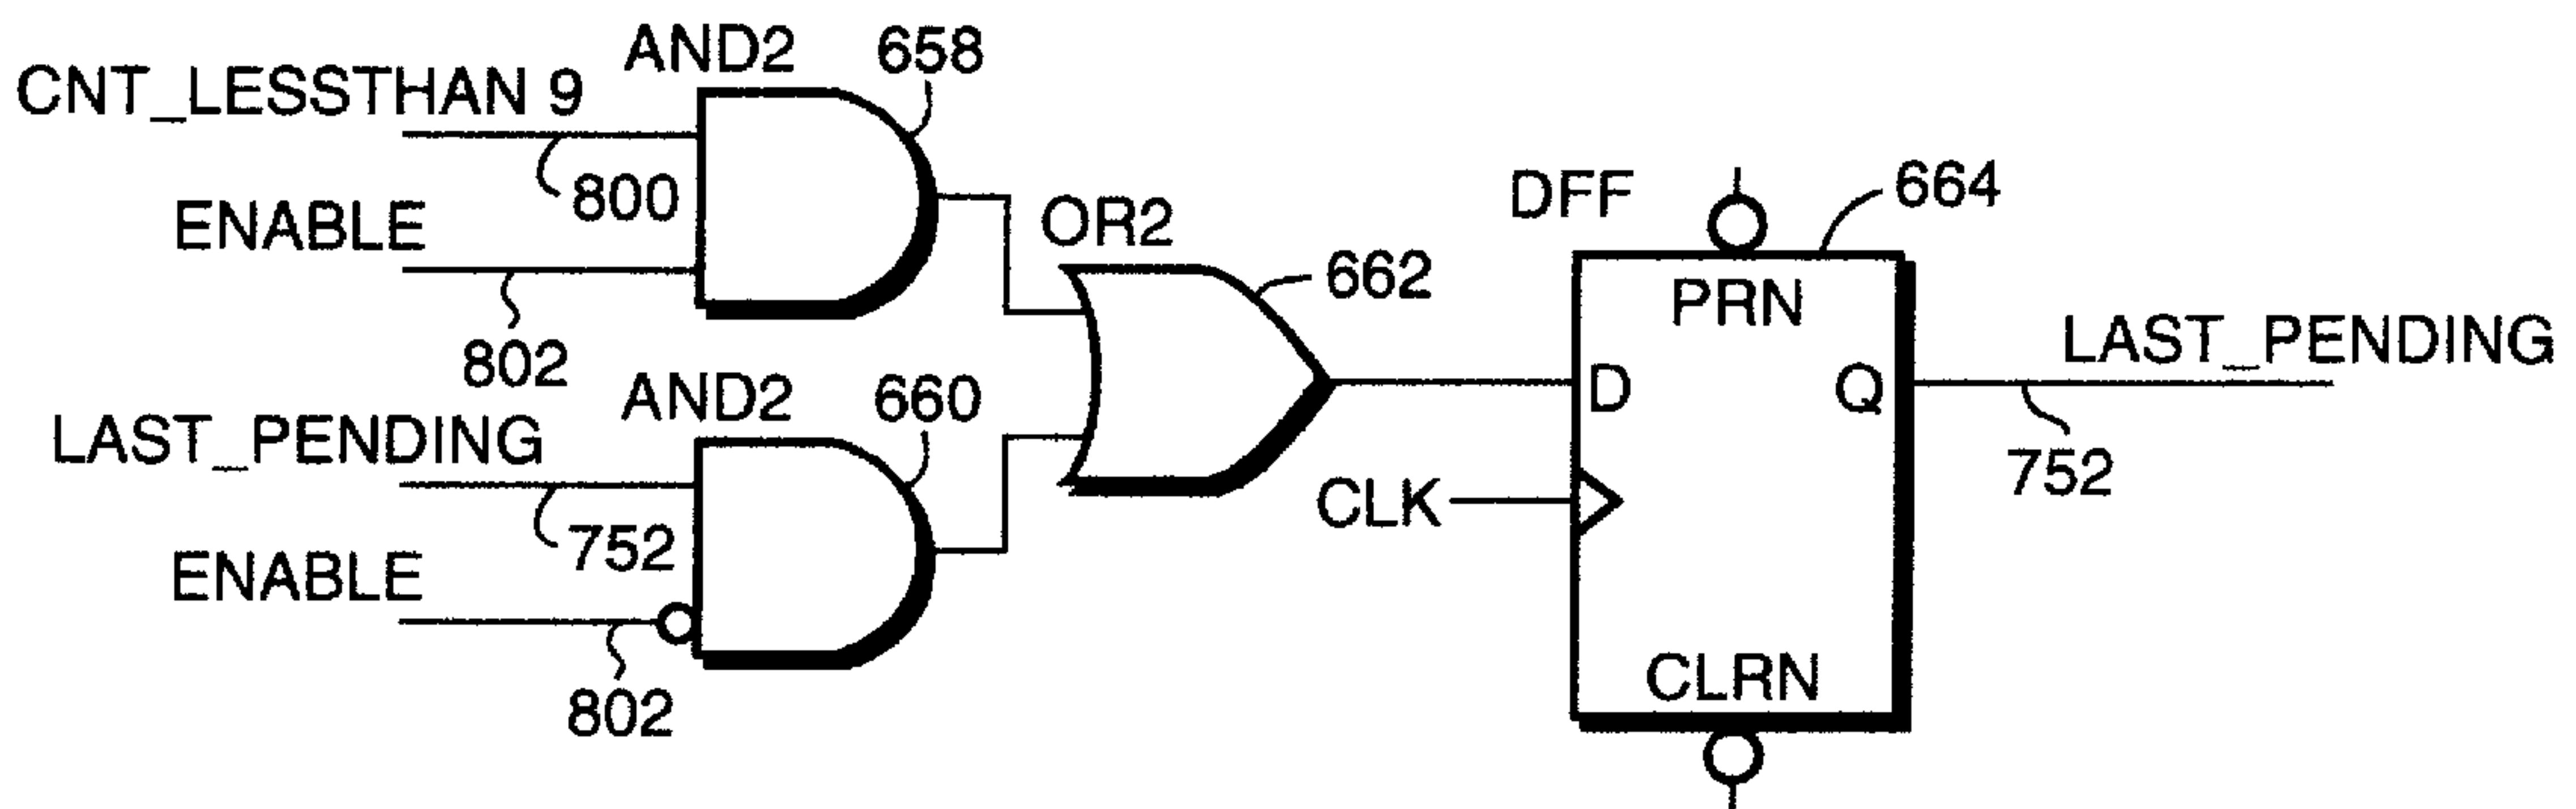 AND2
658
CNT_LESSTHAN 9
800
ENABLE
802
OR2
662
DFF
664
PRN
D
Q
LAST_PENDING
752
CLK
CLRN
AND2
660
LAST_PENDING
752
ENABLE
802